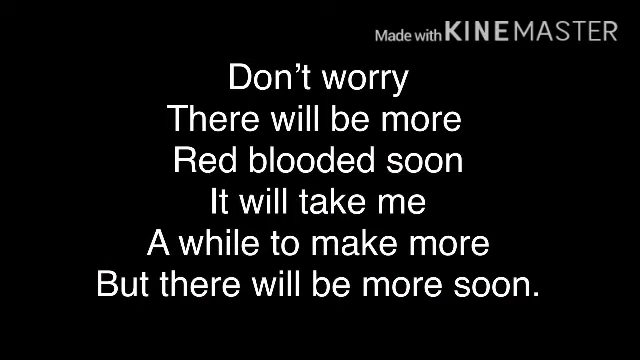 Made with KINEMASTER
Don't worry
There will be more
Red blooded soon
It will take me
A while to make more
But there will be more soon.